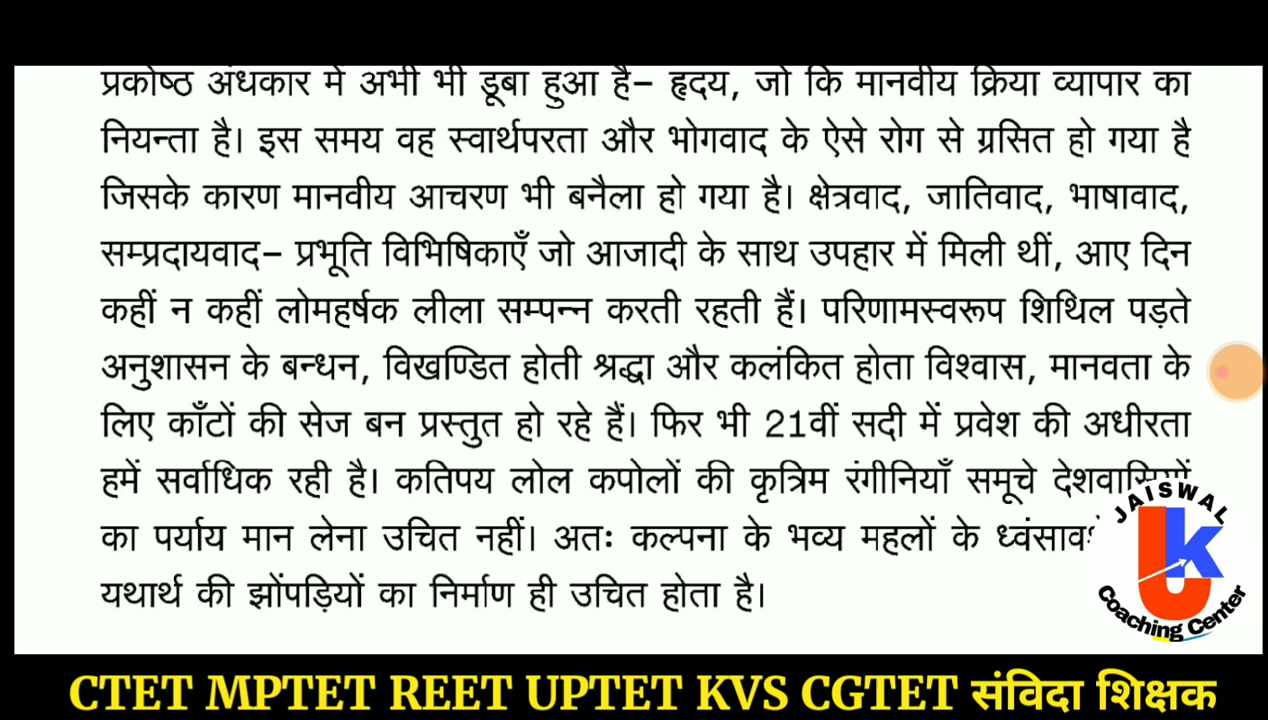 प्रकोष्ठ अंधकार में अभी भी डूबा हुआ है– हृदय, जो कि मानवीय क्रिया व्यापार का
नियन्ता है। इस समय वह स्वार्थपरता और भोगवाद के ऐसे रोग से ग्रसित हो गया है
जिसके कारण मानवीय आचरण भी बनैला हो गया है। क्षेत्रवाद, जातिवाद, भाषावाद,
सम्प्रदायवाद– प्रभूति विभिषिकाएँ जो आजादी के साथ उपहार में मिली थीं, आए दिन
कहीं न कहीं लोमहर्षक लीला सम्पन्न करती रहती हैं। परिणामस्वरूप शिथिल पड़ते
अनुशासन के बन्धन, विखण्डित होती श्रद्धा और कलंकित होता विश्वास, मानवता के
लिए काँटों की सेज बन प्रस्तुत हो रहे हैं। फिर भी 21वीं सदी में प्रवेश की अधीरता
हमें सर्वाधिक रही है। कतिपय लोल कपोलों की कृत्रिम रंगीनियाँ समूचे देशवासियों
का पर्याय मान लेना उचित नहीं। अतः कल्पना के भव्य महलों के
यथार्थ की झोंपड़ियों का निर्माण ही उचित होता है।
JAISWAL
UK
Coaching Center
CTET MPTET REET UPTET KVS CGTET संविदा शिक्षक